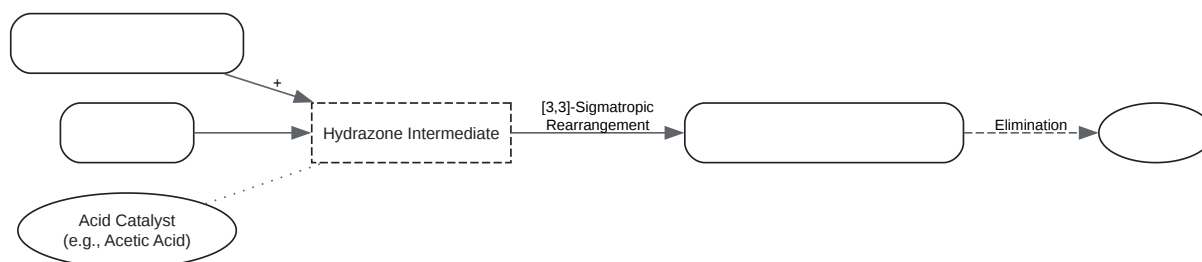 +
Hydrazone Intermediate
[3,3]-Sigmatropic
Rearrangement
Elimination
Acid Catalyst
(e.g., Acetic Acid)